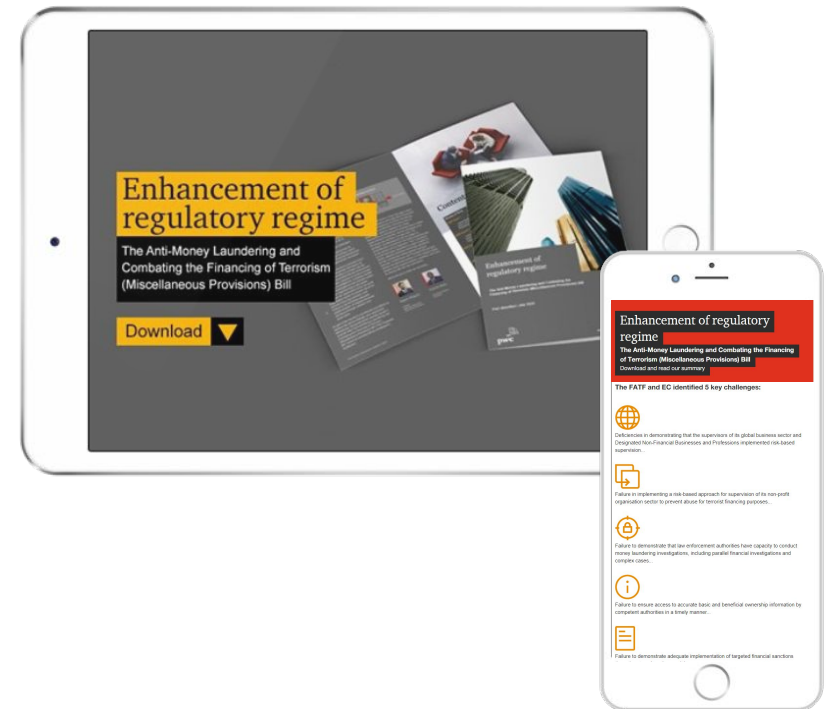 Enhancement of
regulatory regime
The Anti-Money Laundering and
Combating the Financing of Terrorism
(Miscellaneous Provisions) Bill
Download
Content
Enhancement of
regulatory regime
pwc
Enhancement of regulatory
regime
The Anti-Money Laundering and Combating the Financing
of Terrorism (Miscellaneous Provisions) Bill
Download and read our summary
The FATF and EC identified 5 key challenges:
Deficiencies in demonstrating that the supervisors of its global business sector and
Designated Non-Financial Businesses and Professions implemented risk-based
supervision...
Failure in implementing a risk-based approach for supervision of its non-profit
organisation sector to prevent abuse for terrorist financing purposes...
Failure to demonstrate that law enforcement authorities have capacity to conduct
money laundering investigations, including parallel financial investigations and
complex cases...
Failure to ensure access to accurate basic and beneficial ownership information by
competent authorities in a timely manner...
Failure to demonstrate adequate implementation of targeted financial sanctions